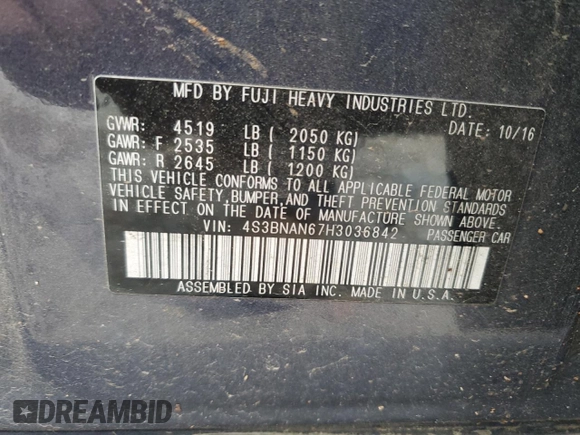 MFD BY FUJI HEAVY INDUSTRIES LTD.
GVWR: 4519 LB ( 2050 KG) DATE: 10/16
GAWR: F 2535 LB ( 1150 KG)
GAWR: R 2645 LB ( 1200 KG)
THIS VEHICLE CONFORMS TO ALL APPLICABLE FEDERAL MOTOR
VEHICLE SAFETY, BUMPER, AND THEFT PREVENTION STANDARDS
IN EFFECT ON THE DATE OF MANUFACTURE SHOWN ABOVE.
VIN: 4S3BNAN67H3036842 PASSENGER CAR
ASSEMBLED BY SIA INC. MADE IN U.S.A.
DREAMBID